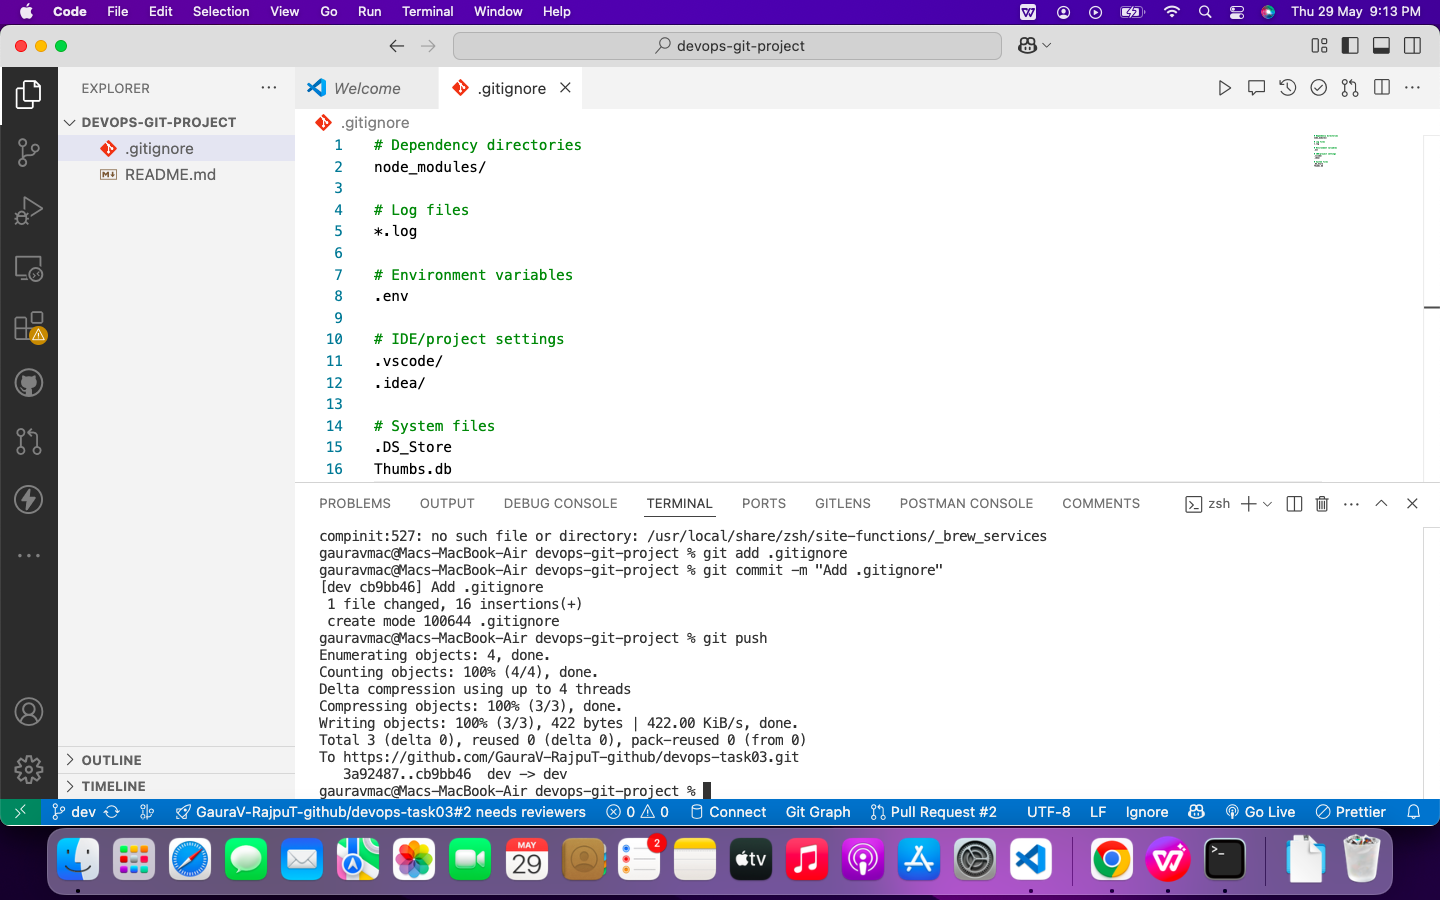 Code File Edit Selection View Go Run Terminal Window Help Thu 29 May 9:13 PM
devops-git-project
EXPLORER
DEVOPS-GIT-PROJECT
.gitignore
README.md
OUTLINE
TIMELINE
Welcome
.gitignore
.gitignore
1 # Dependency directories
2 node_modules/
3
4 # Log files
5 *.log
6
7 # Environment variables
8 .env
9
10 # IDE/project settings
11 .vscode/
12 .idea/
13
14 # System files
15 .DS_Store
16 Thumbs.db
PROBLEMS OUTPUT DEBUG CONSOLE TERMINAL PORTS GITLENS POSTMAN CONSOLE COMMENTS zsh
compinit:527: no such file or directory: /usr/local/share/zsh/site-functions/_brew_services
gauravmac@Macs-MacBook-Air devops-git-project % git add .gitignore
gauravmac@Macs-MacBook-Air devops-git-project % git commit -m "Add .gitignore"
[dev cb9bb46] Add .gitignore
1 file changed, 16 insertions(+)
create mode 100644 .gitignore
gauravmac@Macs-MacBook-Air devops-git-project % git push
Enumerating objects: 4, done.
Counting objects: 100% (4/4), done.
Delta compression using up to 4 threads
Compressing objects: 100% (3/3), done.
Writing objects: 100% (3/3), 422 bytes | 422.00 KiB/s, done.
Total 3 (delta 0), reused 0 (delta 0), pack-reused 0 (from 0)
To https://github.com/GauraV-RajpuT-github/devops-task03.git
3a92487..cb9bb46 dev -> dev
gauravmac@Macs-MacBook-Air devops-git-project %
dev GauraV-RajpuT-github/devops-task03#2 needs reviewers 0 0 Connect Git Graph Pull Request #2 UTF-8 LF Ignore Go Live Prettier
MAY
29
2
tv